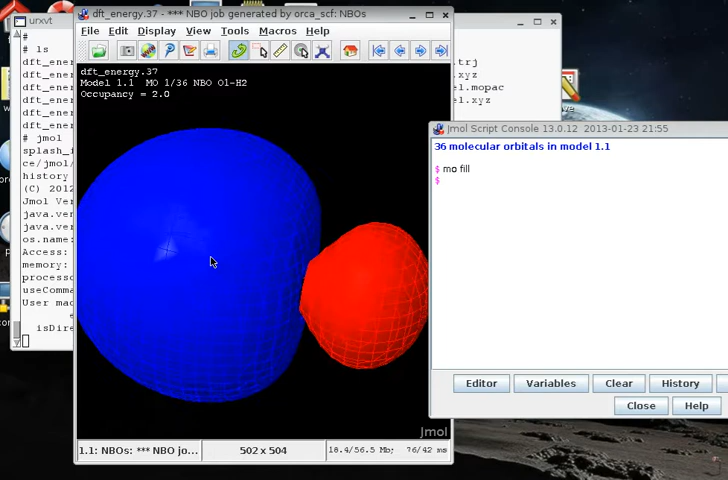 urxvt
#
# ls
dft_ene
dft_ener
dft_ener
dft_ener
dft_ener
# jmol
splash_f
ce/jmol/
history
(C) 2012
Jmol Ver
java.ver
java.ver
os.name:
Access:
memory:
processo
useComma
User mac
e
isDire
dft_energy.37 - *** NBO job generated by orca_scf: NBOs
File Edit Display View Tools Macros Help
dft_energy.37
Model 1.1 MO 1/36 NBO O1-H2
Occupancy = 2.0
Jmol
1.1: NBOs: *** NBO jo...
502 x 504
18.4/56.5 Mb; 76/42 ms
.trj
.xyz
el.mopac
el.xyz
Jmol Script Console 13.0.12 2013-01-23 21:55
36 molecular orbitals in model 1.1
$ mo fill
$
Editor Variables Clear History
Close Help